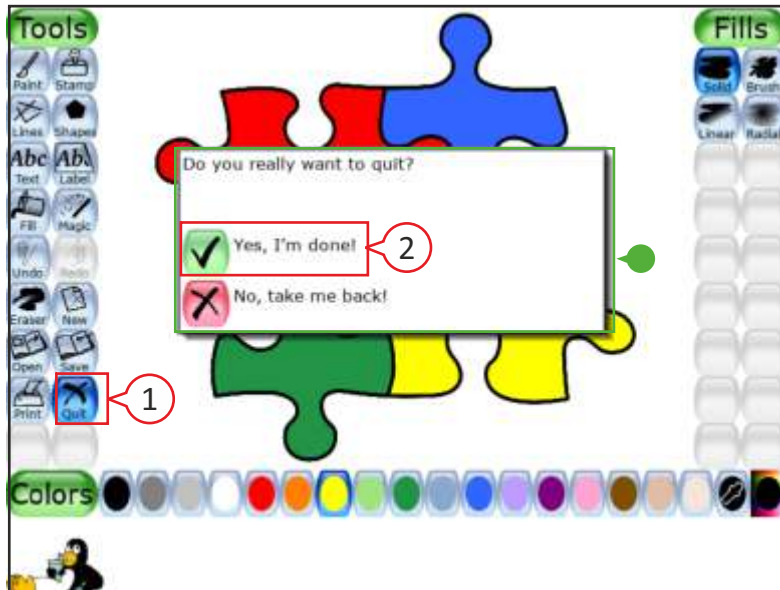 Tools
Fills
Paint Stamp
Solid Brush
Lines Shapes
Linear Radial
Abc Abc
Text Label
Do you really want to quit?
Fill Magic
Yes, I'm done!
2
Undo Redo
No, take me back!
Eraser New
Open Save
Print Quit
1
Colors